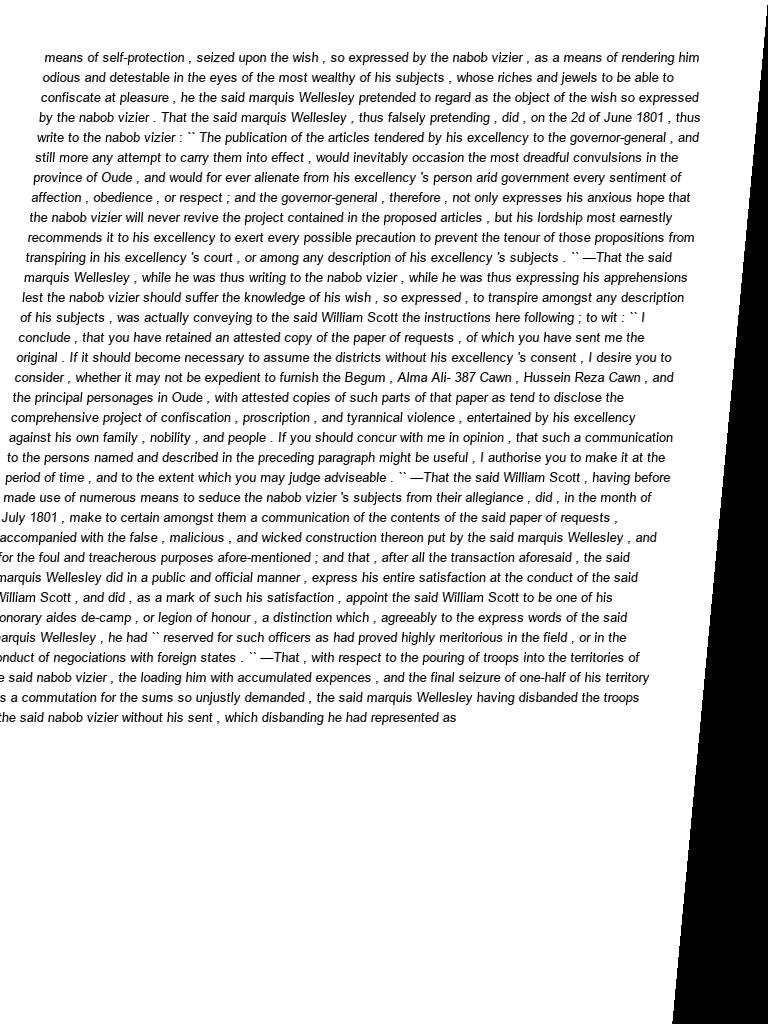 means of self-protection , seized upon the wish , so expressed by the nabob vizier , as a means of rendering him
odious and detestable in the eyes of the most wealthy of his subjects , whose riches and jewels to be able to
confiscate at pleasure , he the said marquis Wellesley pretended to regard as the object of the wish so expressed
by the nabob vizier . That the said marquis Wellesley , thus falsely pretending , did , on the 2d of June 1801 , thus
write to the nabob vizier : `` The publication of the articles tendered by his excellency to the governor-general , and
still more any attempt to carry them into effect , would inevitably occasion the most dreadful convulsions in the
province of Oude , and would for ever alienate from his excellency 's person arid government every sentiment of
affection , obedience , or respect ; and the governor-general , therefore , not only expresses his anxious hope that
the nabob vizier will never revive the project contained in the proposed articles , but his lordship most earnestly
recommends it to his excellency to exert every possible precaution to prevent the tenour of those propositions from
transpiring in his excellency 's court , or among any description of his excellency 's subjects . `` —That the said
marquis Wellesley , while he was thus writing to the nabob vizier , while he was thus expressing his apprehensions
lest the nabob vizier should suffer the knowledge of his wish , so expressed , to transpire amongst any description
of his subjects , was actually conveying to the said William Scott the instructions here following ; to wit : `` I
conclude , that you have retained an attested copy of the paper of requests , of which you have sent me the
original . If it should become necessary to assume the districts without his excellency 's consent , I desire you to
consider , whether it may not be expedient to furnish the Begum , Alma Ali- 387 Cawn , Hussein Reza Cawn , and
the principal personages in Oude , with attested copies of such parts of that paper as tend to disclose the
comprehensive project of confiscation , proscription , and tyrannical violence , entertained by his excellency
against his own family , nobility , and people . If you should concur with me in opinion , that such a communication
to the persons named and described in the preceding paragraph might be useful , I authorise you to make it at the
period of time , and to the extent which you may judge adviseable . `` —That the said William Scott , having before
made use of numerous means to seduce the nabob vizier 's subjects from their allegiance , did , in the month of
July 1801 , make to certain amongst them a communication of the contents of the said paper of requests ,
accompanied with the false , malicious , and wicked construction thereon put by the said marquis Wellesley , and
for the foul and treacherous purposes afore-mentioned ; and that , after all the transaction aforesaid , the said
marquis Wellesley did in a public and official manner , express his entire satisfaction at the conduct of the said
William Scott , and did , as a mark of such his satisfaction , appoint the said William Scott to be one of his
onorary aides de-camp , or legion of honour , a distinction which , agreeably to the express words of the said
arquis Wellesley , he had `` reserved for such officers as had proved highly meritorious in the field , or in the
onduct of negociations with foreign states . `` —That , with respect to the pouring of troops into the territories of
e said nabob vizier , the loading him with accumulated expences , and the final seizure of one-half of his territory
s a commutation for the sums so unjustly demanded , the said marquis Wellesley having disbanded the troops
the said nabob vizier without his sent , which disbanding he had represented as